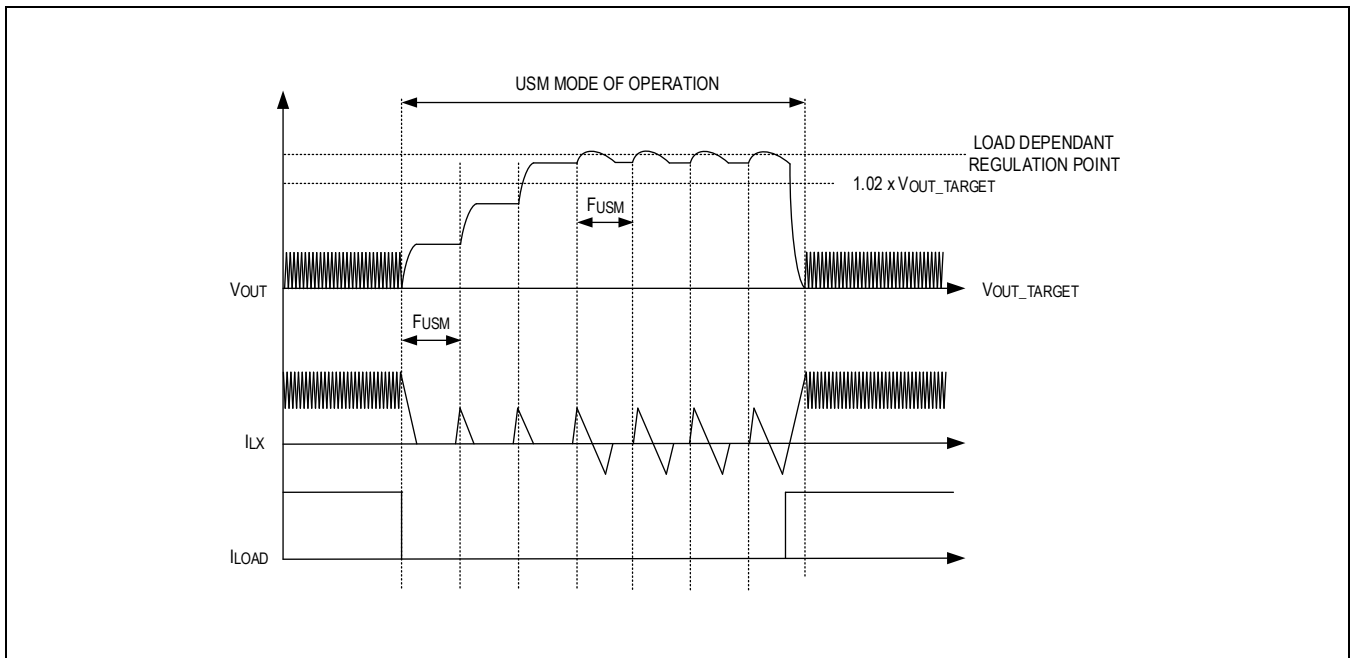 USM MODE OF OPERATION
LOAD DEPENDANT
REGULATION POINT
1.02 x VOUT_TARGET
FUSM
VOUT
VOUT_TARGET
FUSM
ILX
ILOAD